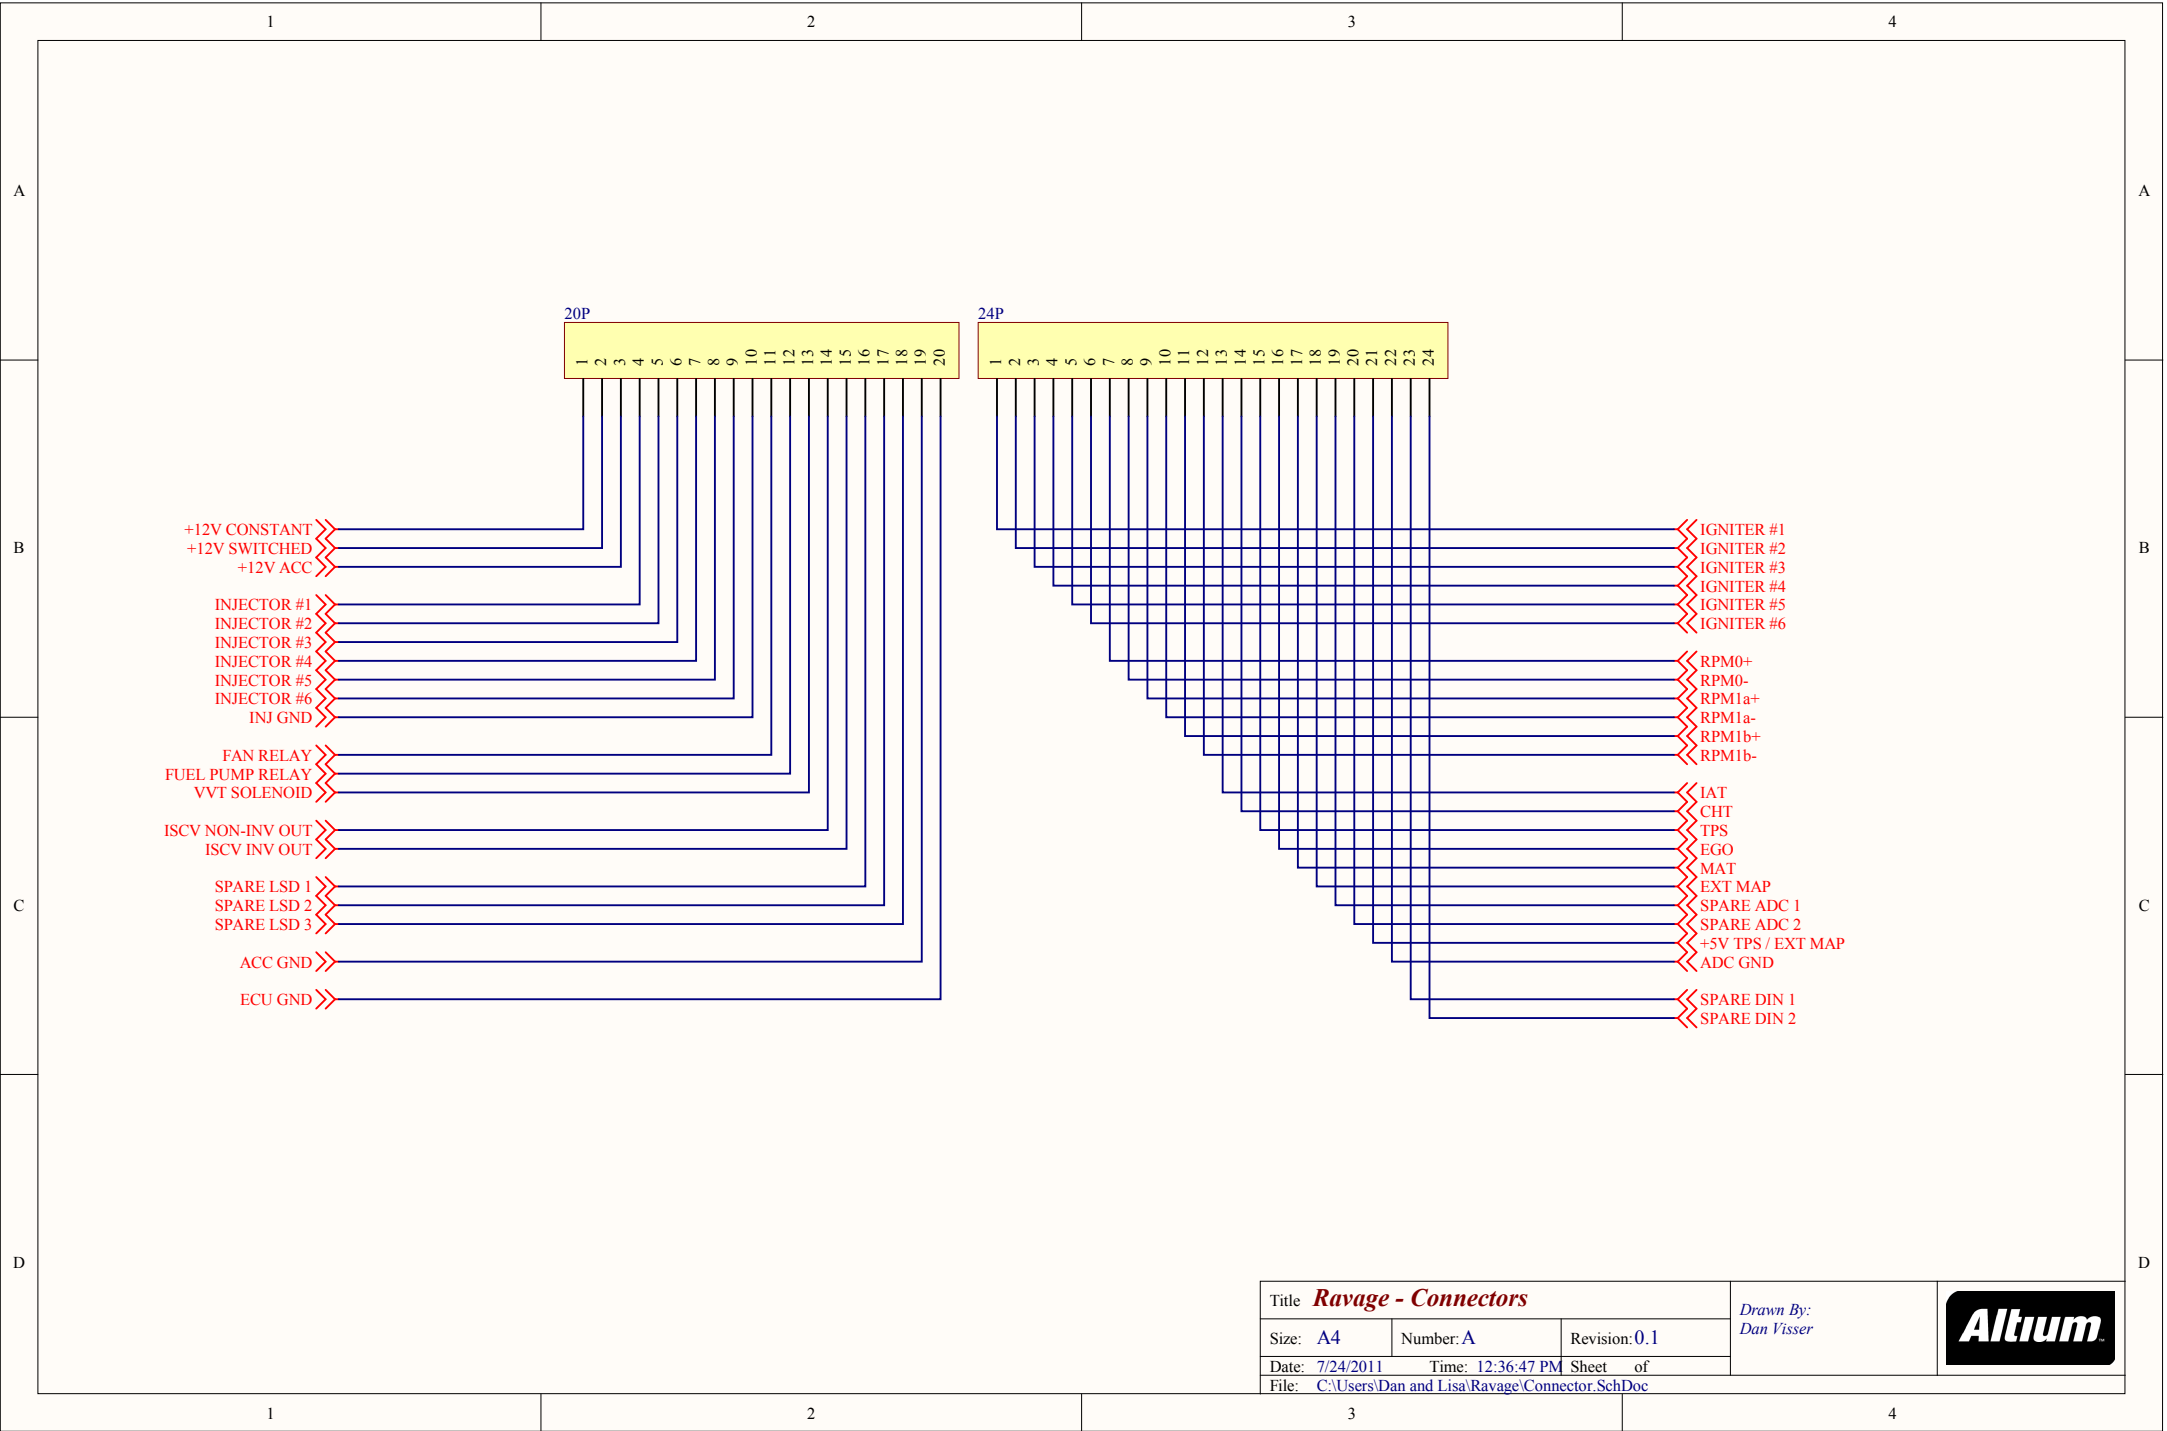 1 2 3 4
A A
20P 24P
1 2 3 4 5 6 7 8 9 10 11 12 13 14 15 16 17 18 19 20
1 2 3 4 5 6 7 8 9 10 11 12 13 14 15 16 17 18 19 20 21 22 23 24
B B
+12V CONSTANT
+12V SWITCHED
+12V ACC
INJECTOR #1
INJECTOR #2
INJECTOR #3
INJECTOR #4
INJECTOR #5
INJECTOR #6
INJ GND
FAN RELAY
FUEL PUMP RELAY
VVT SOLENOID
ISCV NON-INV OUT
ISCV INV OUT
SPARE LSD 1
SPARE LSD 2
SPARE LSD 3
ACC GND
ECU GND
IGNITER #1
IGNITER #2
IGNITER #3
IGNITER #4
IGNITER #5
IGNITER #6
RPM0+
RPM0-
RPM1a+
RPM1a-
RPM1b+
RPM1b-
IAT
CHT
TPS
EGO
MAT
EXT MAP
SPARE ADC 1
SPARE ADC 2
+5V TPS / EXT MAP
ADC GND
SPARE DIN 1
SPARE DIN 2
C C
D D
Title Ravage - Connectors
Size: A4 Number: A Revision: 0.1
Date: 7/24/2011 Time: 12:36:47 PM Sheet of
File: C:\Users\Dan and Lisa\Ravage\Connector.SchDoc
Drawn By:
Dan Visser
Altium
1 2 3 4